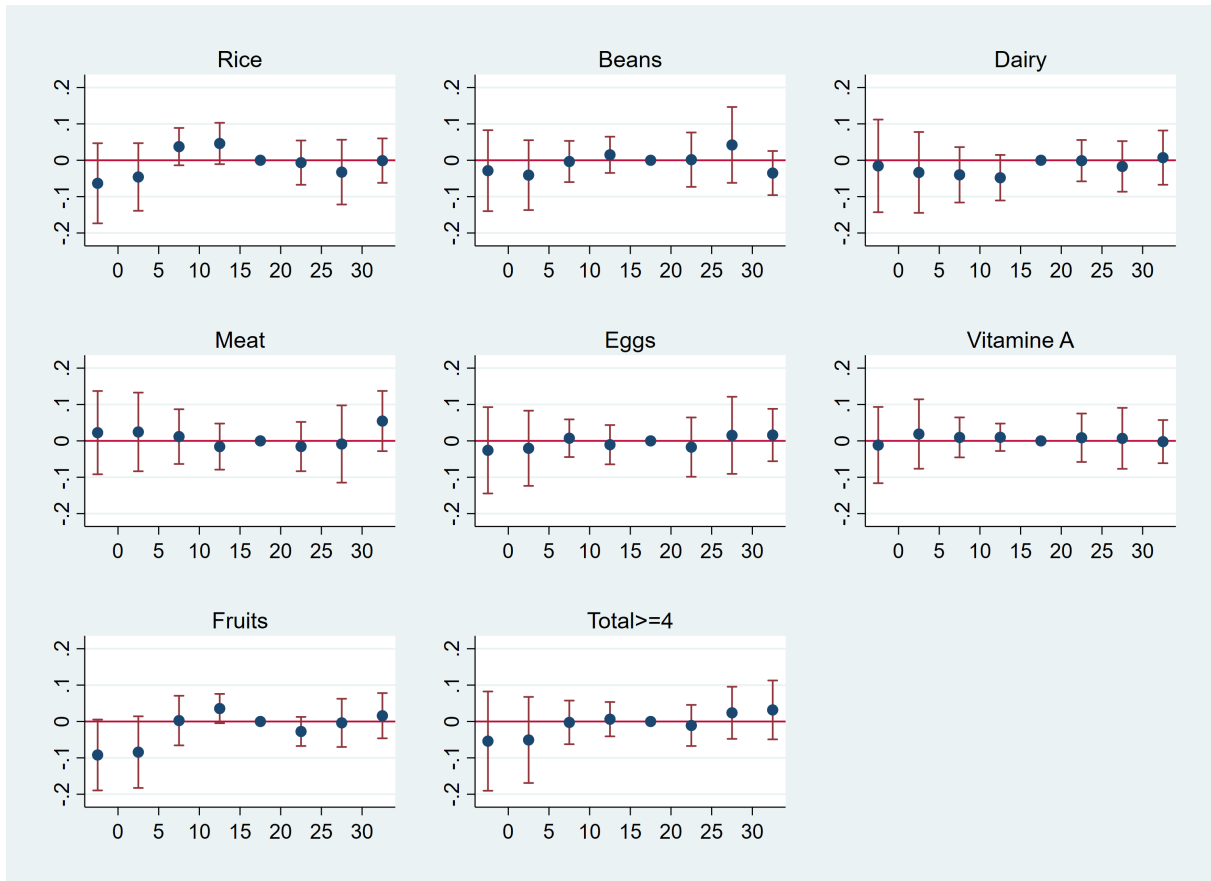 Rice Beans Dairy
.2 .2 .2
.1 .1 .1
0 0 0
-.1 -.1 -.1
-.2 -.2 -.2
0 5 10 15 20 25 30 0 5 10 15 20 25 30 0 5 10 15 20 25 30
Meat Eggs Vitamine A
.2 .2 .2
.1 .1 .1
0 0 0
-.1 -.1 -.1
-.2 -.2 -.2
0 5 10 15 20 25 30 0 5 10 15 20 25 30 0 5 10 15 20 25 30
Fruits Total>=4
.2 .2
.1 .1
0 0
-.1 -.1
-.2 -.2
0 5 10 15 20 25 30 0 5 10 15 20 25 30